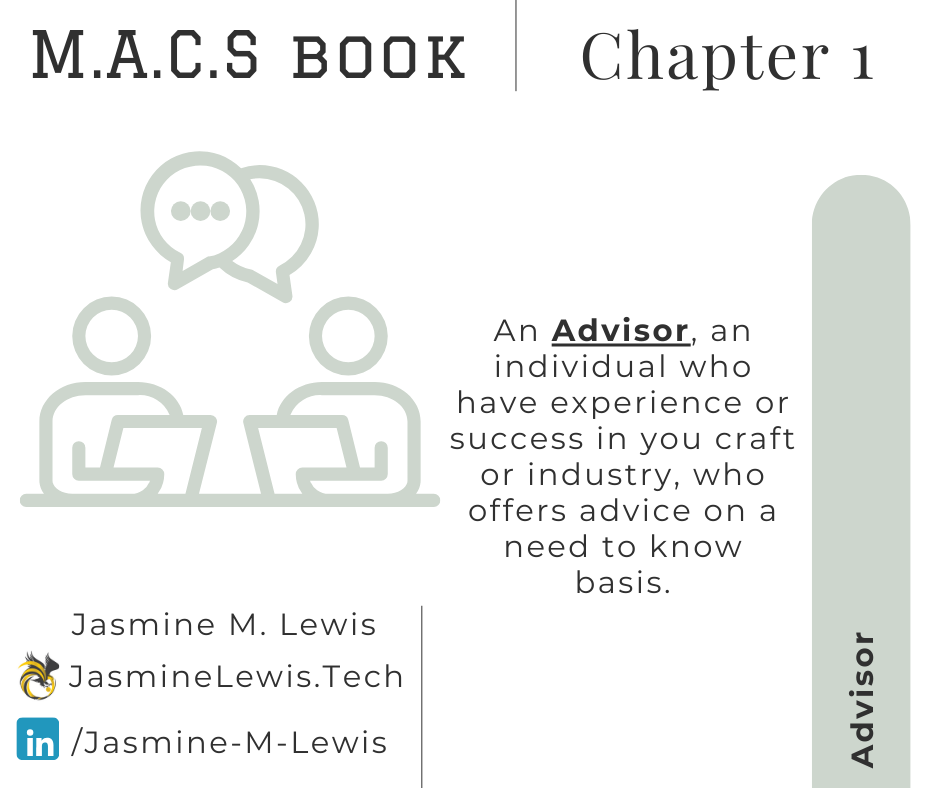 M.A.C.S BOOK
Chapter 1
An Advisor, an
individual who
have experience or
success in you craft
or industry, who
offers advice on a
need to know
basis.
Jasmine M. Lewis
JasmineLewis.Tech
in /Jasmine-M-Lewis
Advisor